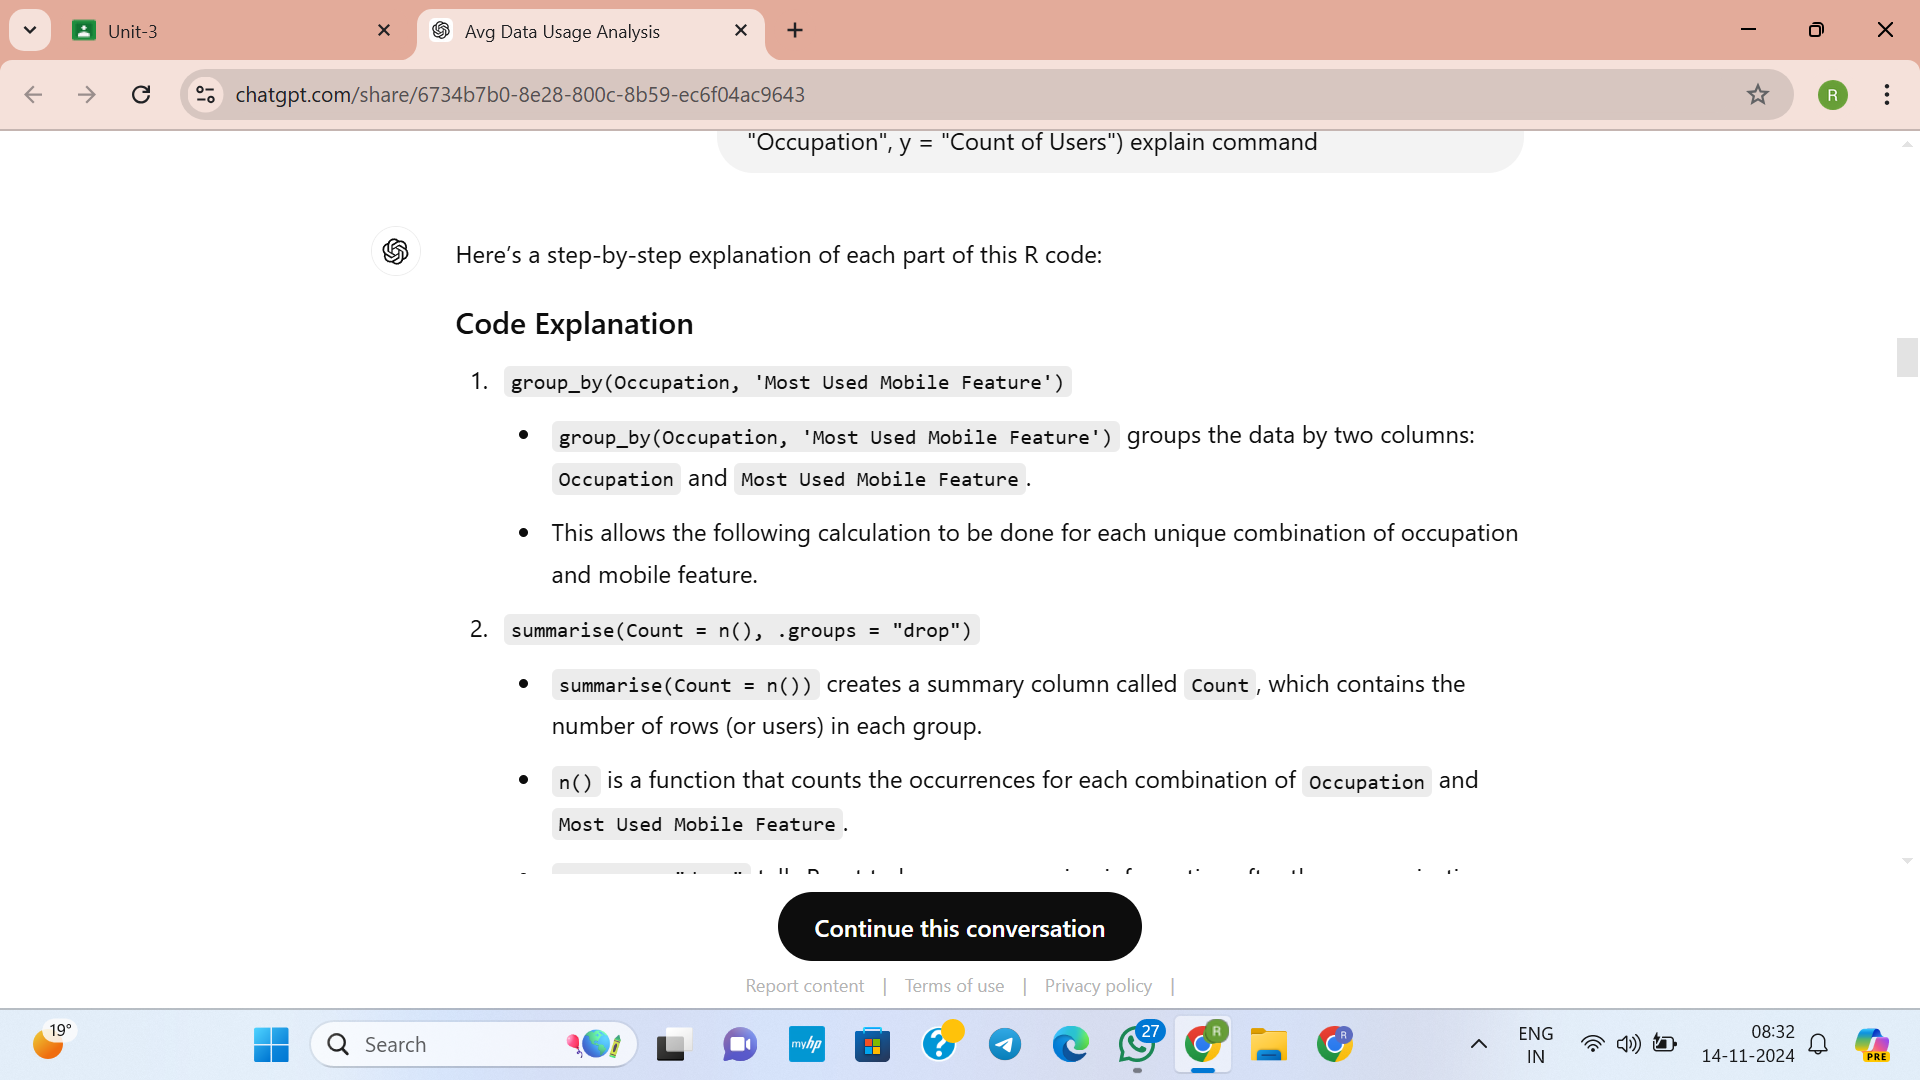 Unit-3
Avg Data Usage Analysis
chatgpt.com/share/6734b7b0-8e28-800c-8b59-ec6f04ac9643
R
"Occupation", y = "Count of Users") explain command
Here’s a step-by-step explanation of each part of this R code:
Code Explanation
1. group_by(Occupation, 'Most Used Mobile Feature')
• group_by(Occupation, 'Most Used Mobile Feature') groups the data by two columns:
Occupation and Most Used Mobile Feature.
• This allows the following calculation to be done for each unique combination of occupation
and mobile feature.
2. summarise(Count = n(), .groups = "drop")
• summarise(Count = n()) creates a summary column called Count, which contains the
number of rows (or users) in each group.
• n() is a function that counts the occurrences for each combination of Occupation and
Most Used Mobile Feature.
Continue this conversation
Report content | Terms of use | Privacy policy |
19°
Search
myhp
27
R
R
ENG
IN
08:32
14-11-2024
PRE